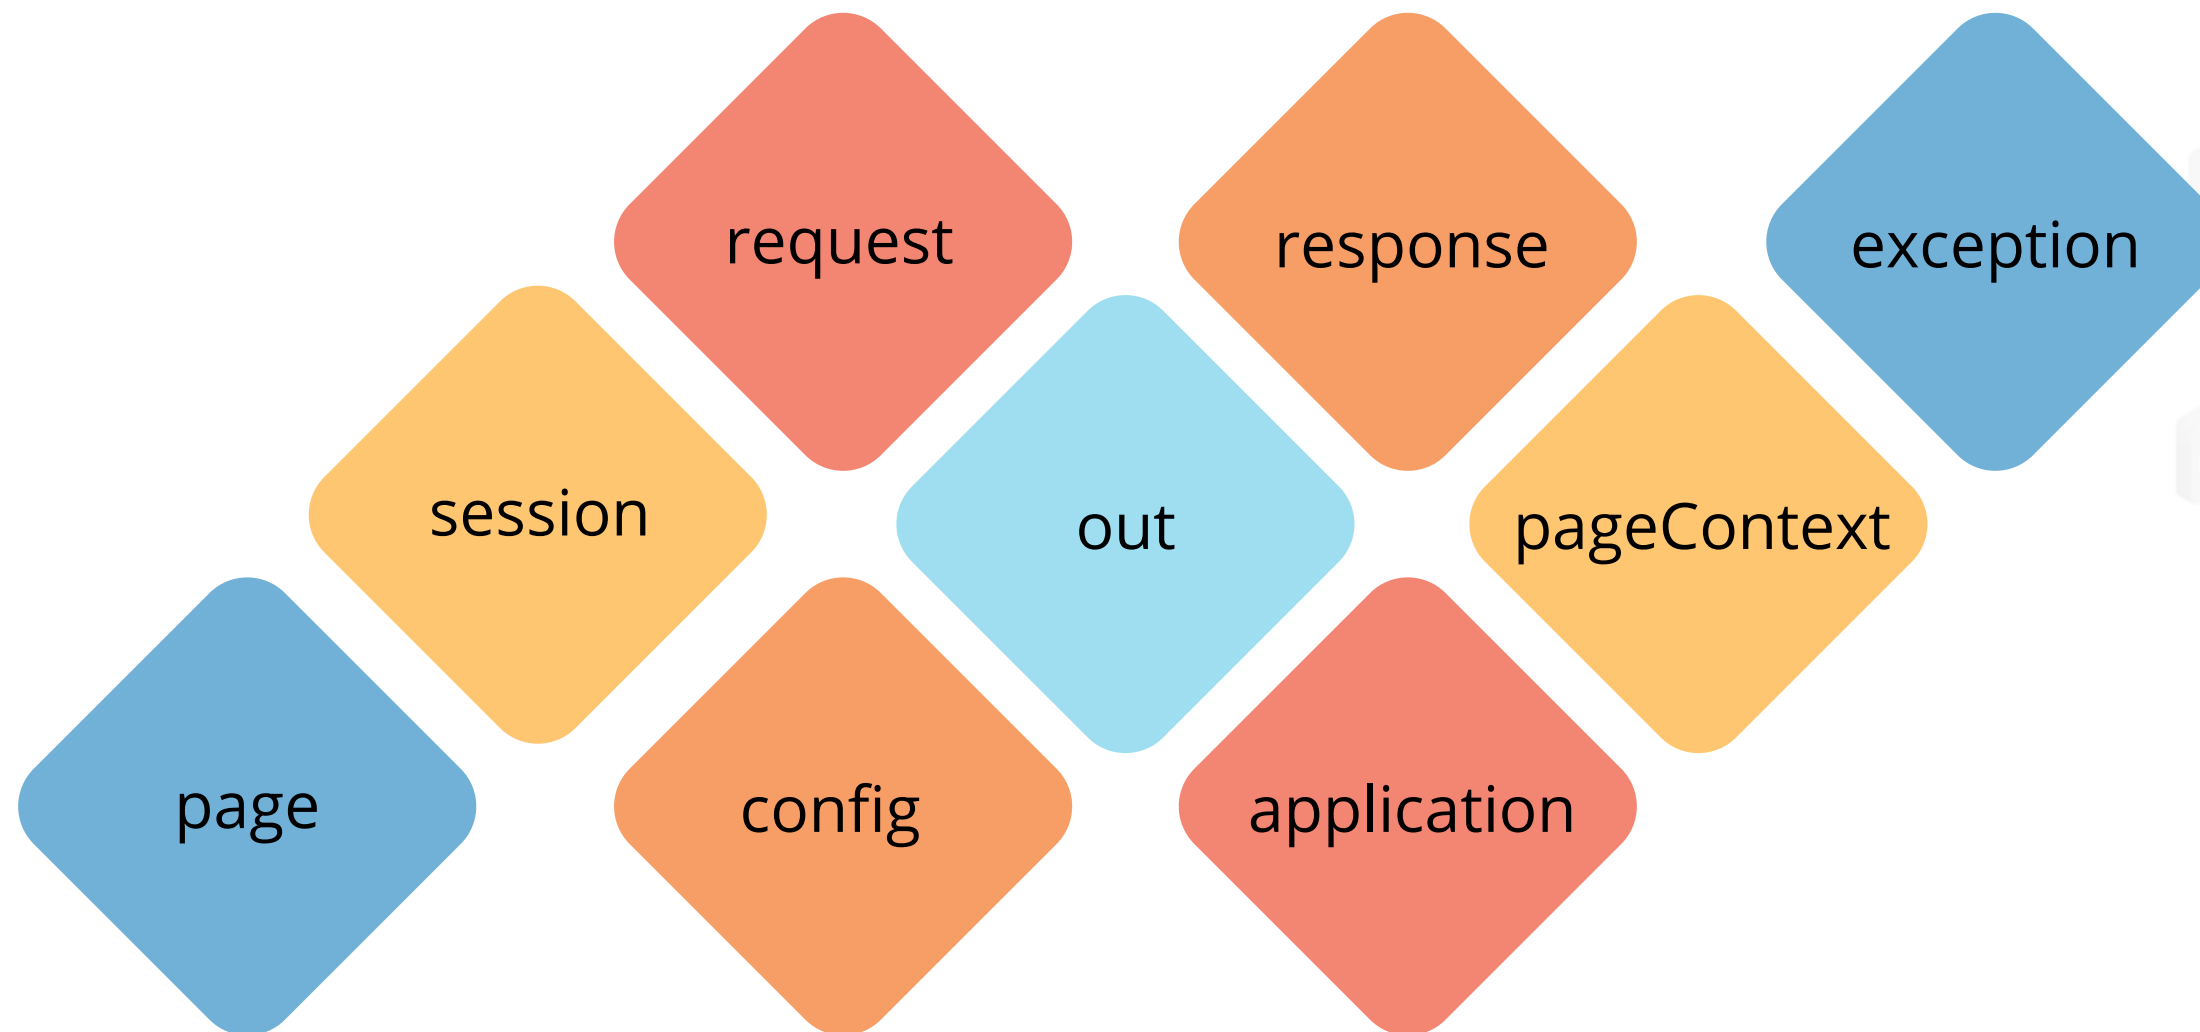 request
response
exception
session
out
pageContext
page
config
application